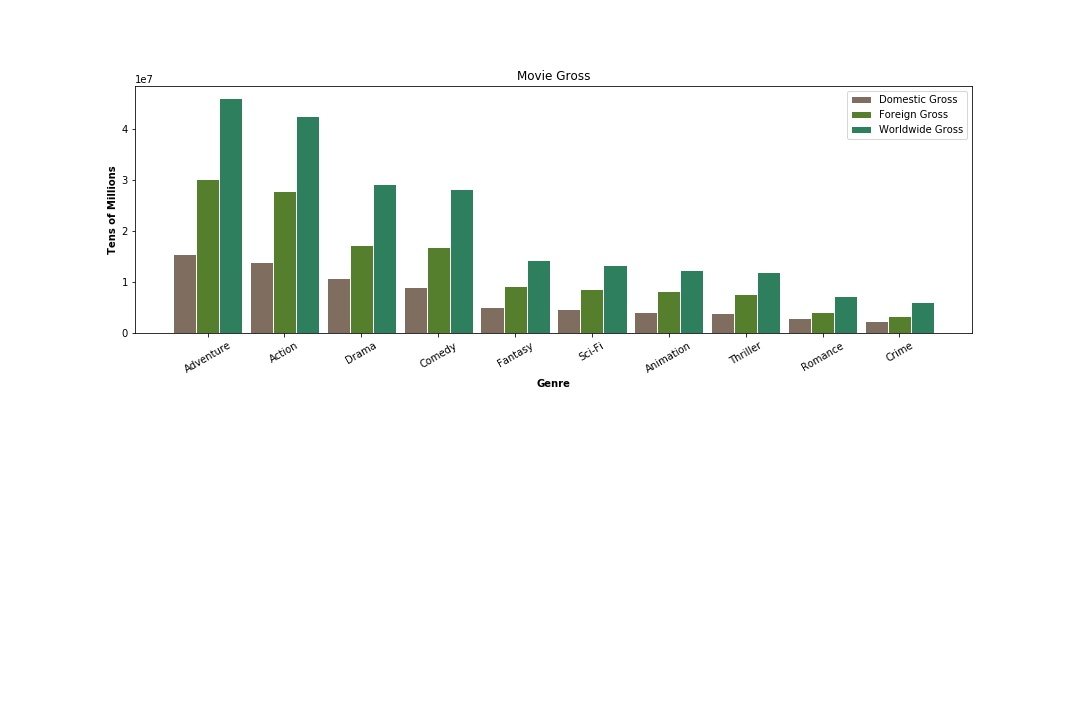 Movie Gross
1e7
Domestic Gross
Foreign Gross
Worldwide Gross
Tens of Millions
4
3
2
1
0
Adventure
Action
Drama
Comedy
Fantasy
Sci-Fi
Animation
Thriller
Romance
Crime
Genre